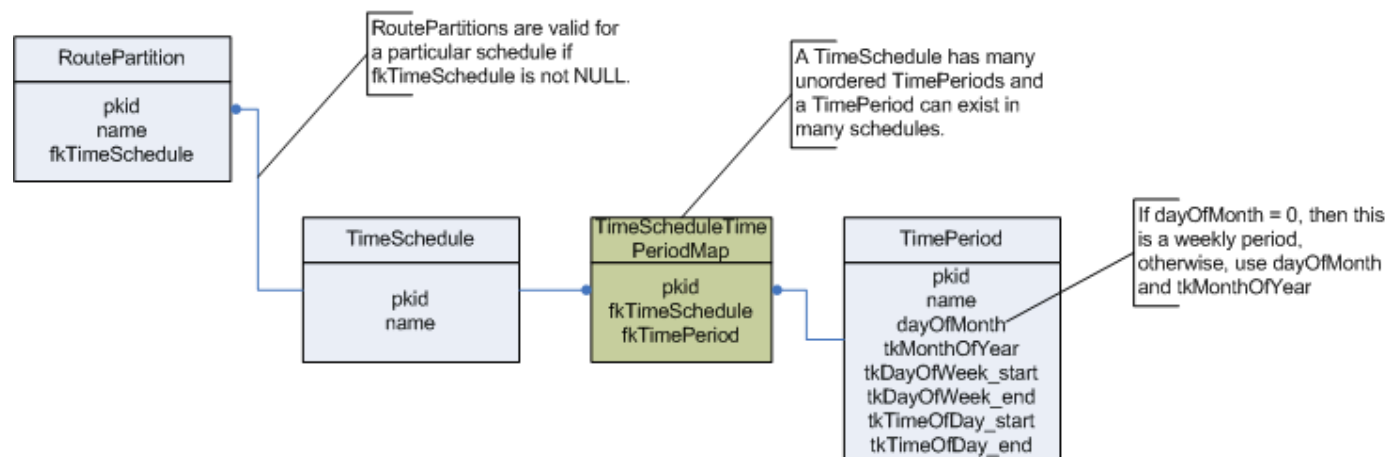 RoutePartition
pkid
name
fkTimeSchedule
RoutePartitions are valid for
a particular schedule if
fkTimeSchedule is not NULL.
A TimeSchedule has many
unordered TimePeriods and
a TimePeriod can exist in
many schedules.
TimeSchedule
pkid
name
TimeScheduleTime
PeriodMap
pkid
fkTimeSchedule
fkTimePeriod
TimePeriod
pkid
name
dayOfMonth
tkMonthOfYear
tkDayOfWeek_start
tkDayOfWeek_end
tkTimeOfDay_start
tkTimeOfDay_end
If dayOfMonth = 0, then this
is a weekly period,
otherwise, use dayOfMonth
and tkMonthOfYear